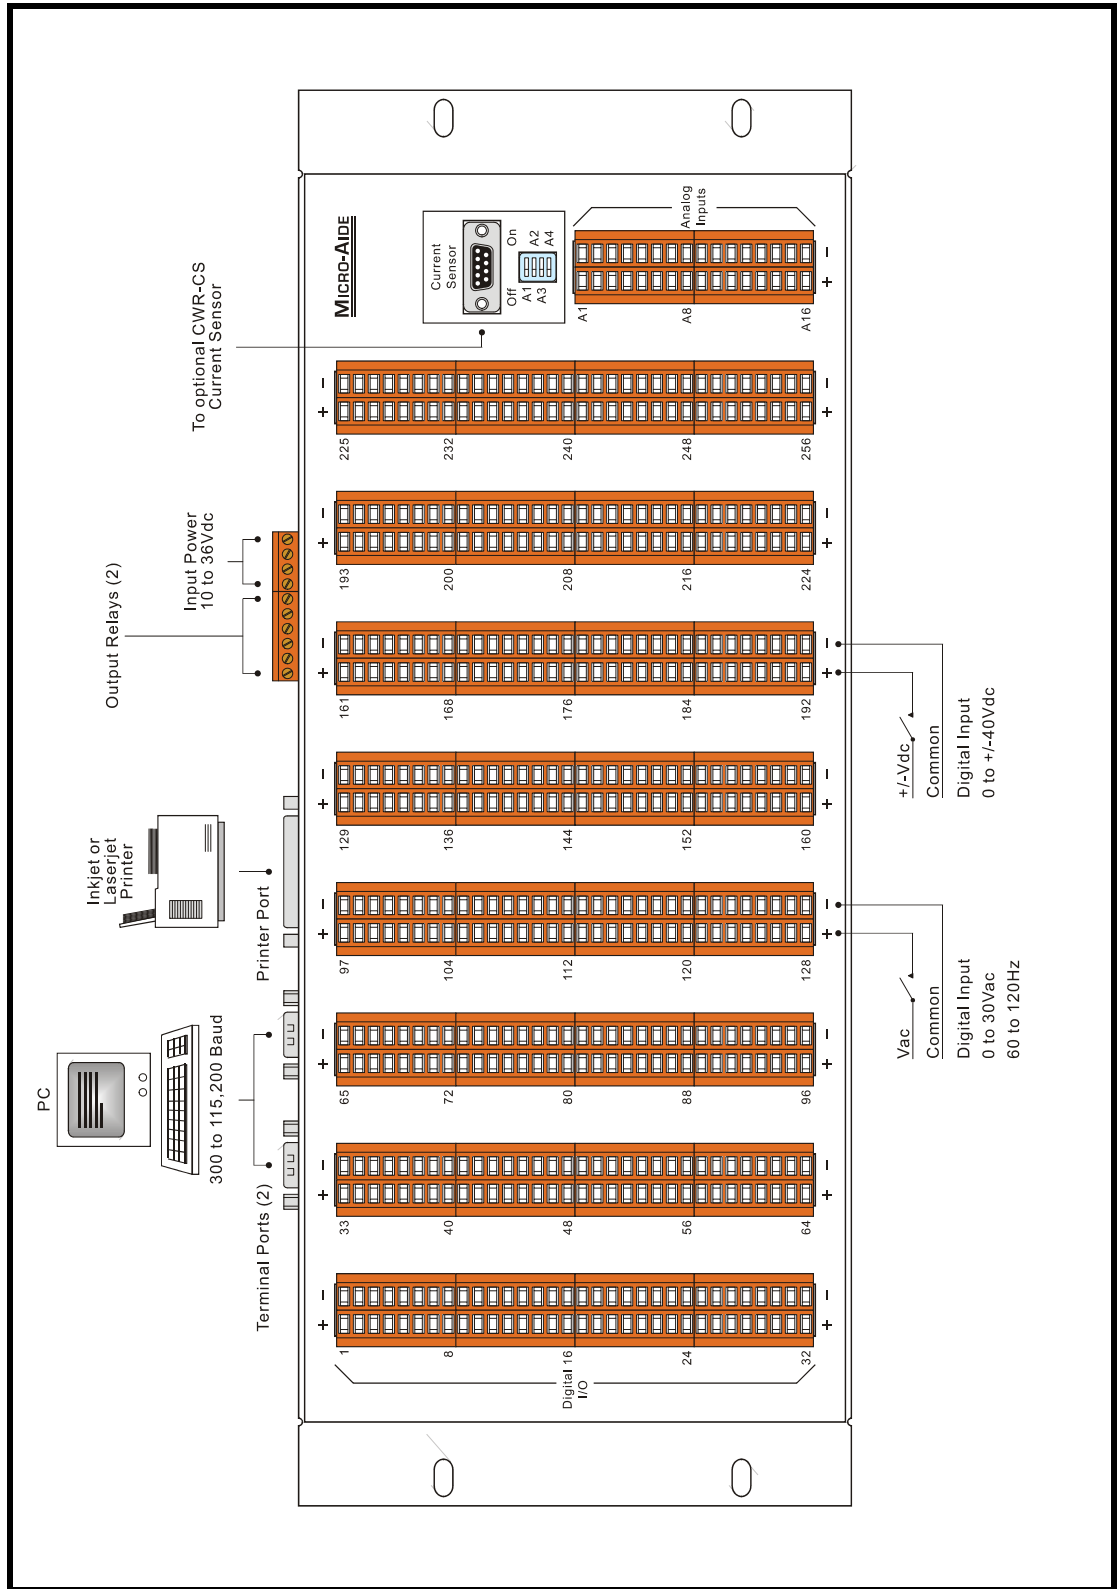 PC
300 to 115,200 Baud
Terminal Ports (2)
Inkjet or
Laserjet
Printer
Printer Port
Output Relays (2)
Input Power
10 to 36Vdc
To optional CWR-CS
Current Sensor
MICRO-AIDE
Current
Sensor
Off
On
A1
A2
A3
A4
Analog
Inputs
A1
A8
A16
- +
+ -
225
232
240
248
256
+ -
+ -
193
200
208
216
224
+ -
+ -
161
168
176
184
192
+ -
+ -
129
136
144
152
160
+ -
+ -
97
104
112
120
128
+ -
+ -
65
72
80
88
96
+ -
+ -
33
40
48
56
64
+ -
+ -
1
8
Digital 16
I/O
24
32
+ -
+/-Vdc
Common
Digital Input
0 to +/-40Vdc
Vac
Common
Digital Input
0 to 30Vac
60 to 120Hz